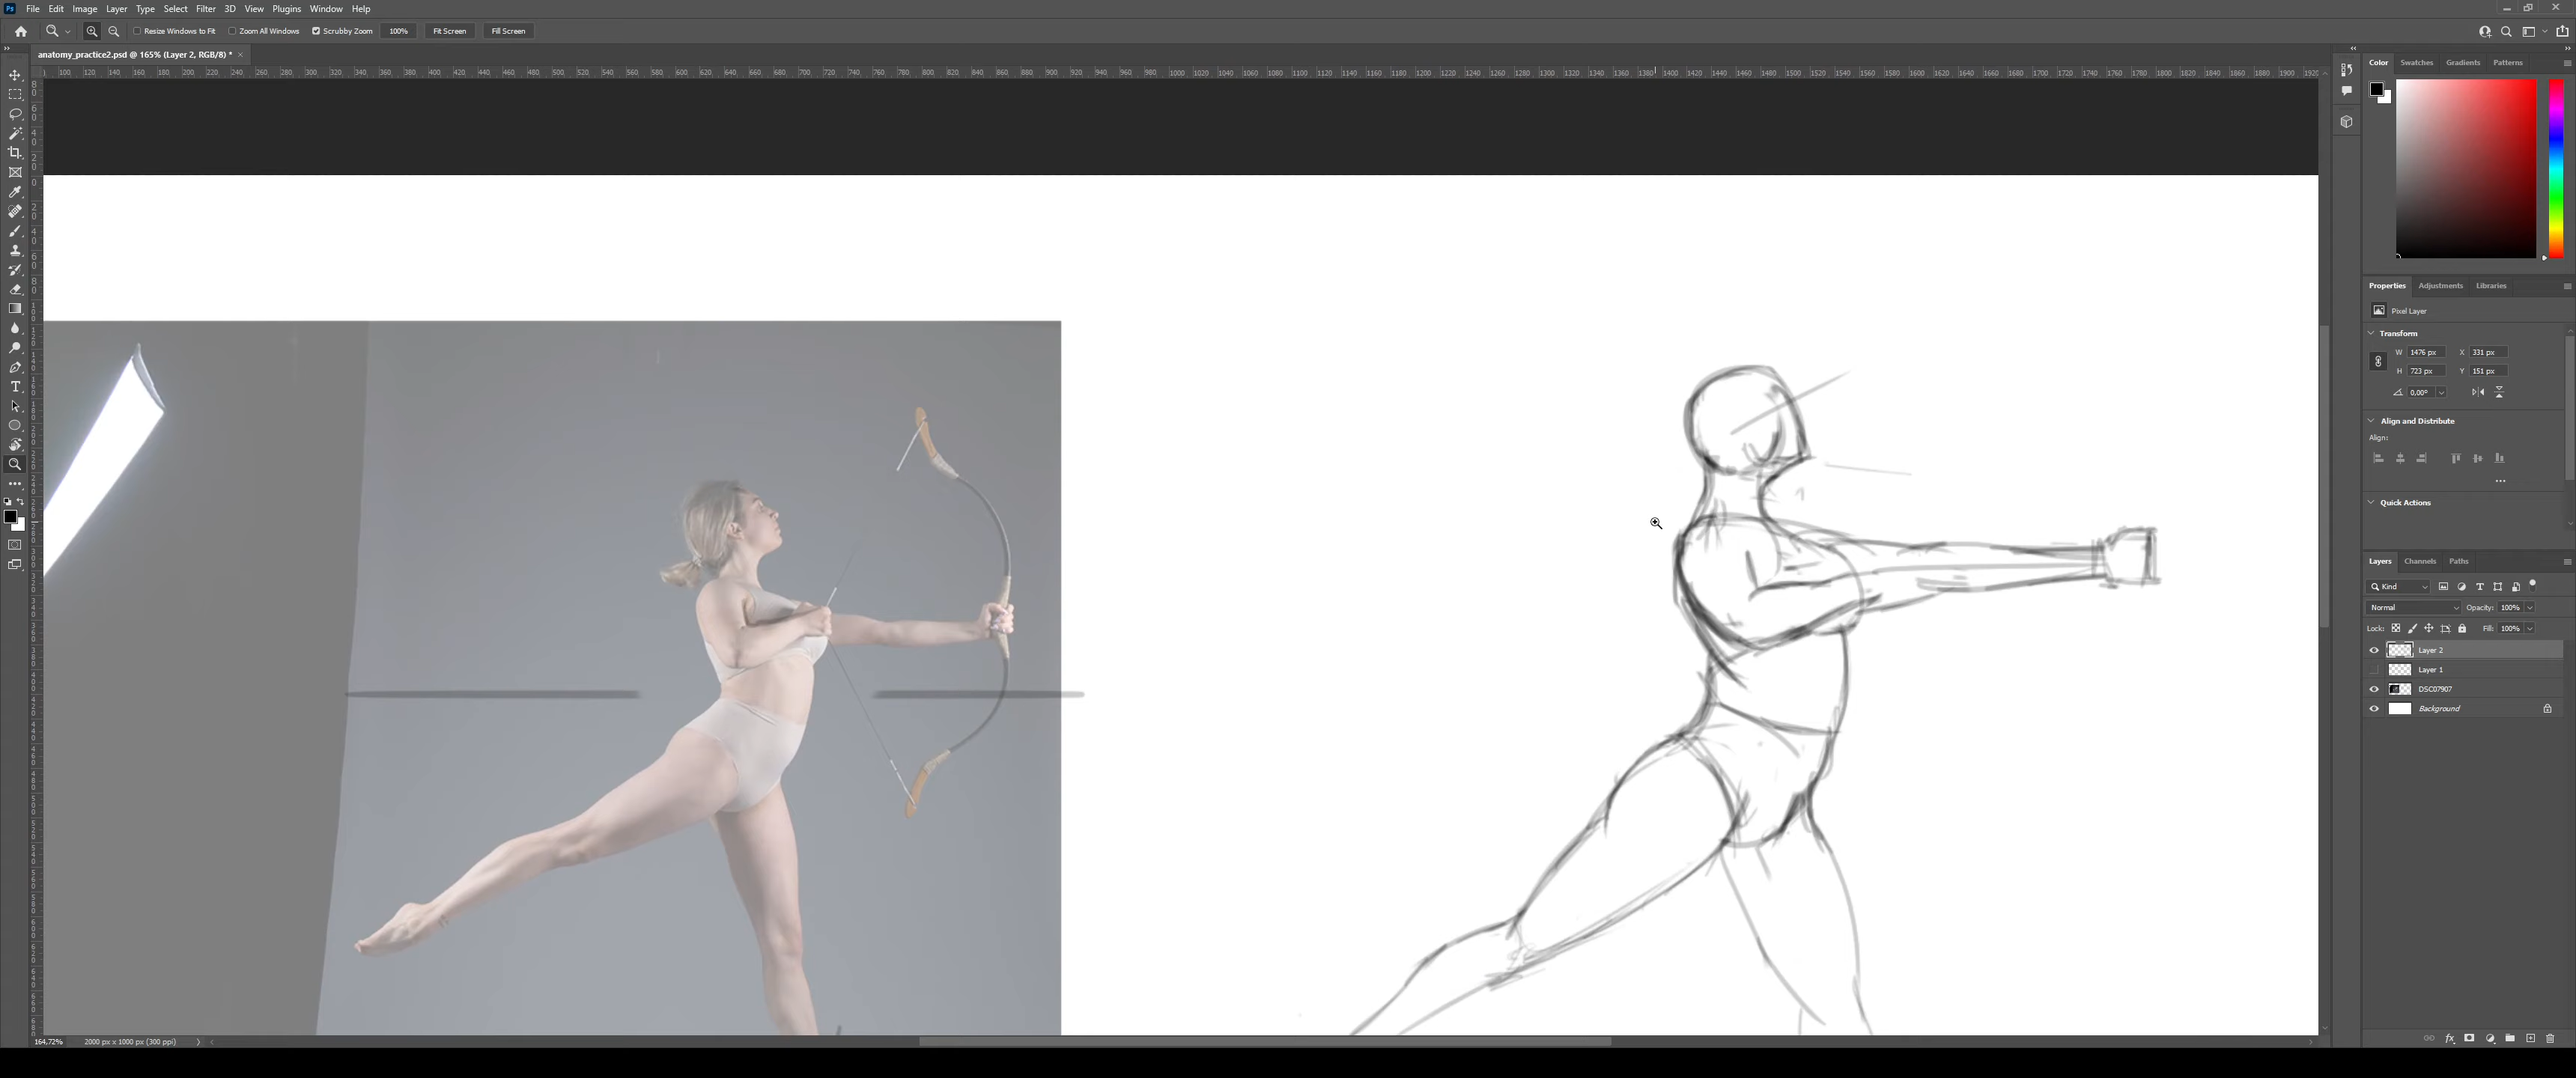 Ps File Edit Image Layer Type Select Filter 3D View Plugins Window Help
Resize Windows to Fit Zoom All Windows Scrubby Zoom 100% Fit Screen Fill Screen
anatomy_practice2.psd @ 165% (Layer 2, RGB/8) * ×
Color Swatches Gradients Patterns
Properties Adjustments Libraries
Pixel Layer
Transform
W 1476 px X 331 px
H 723 px Y 151 px
0,00°
Align and Distribute
Align:
Quick Actions
Layers Channels Paths
Kind
Normal Opacity: 100%
Lock: Fill: 100%
Layer 2
Layer 1
DSC07907
Background
164,72% 2000 px x 1000 px (300 ppi)